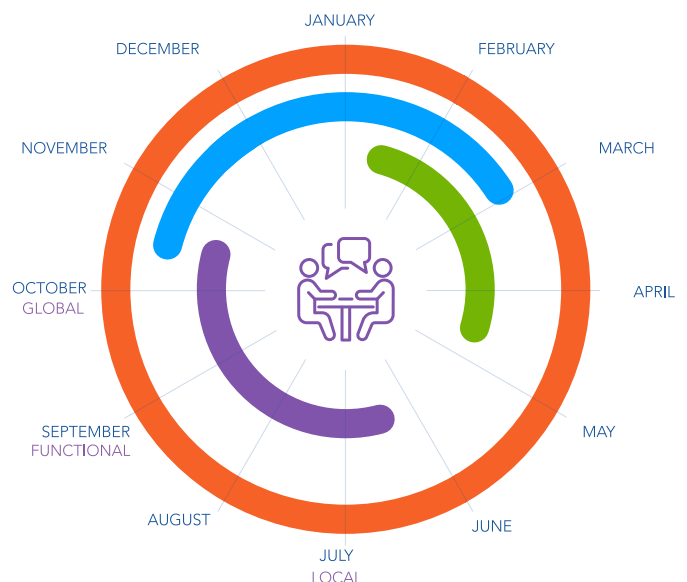 JANUARY
FEBRUARY
MARCH
APRIL
MAY
JUNE
JULY
LOCAL
AUGUST
SEPTEMBER
FUNCTIONAL
OCTOBER
GLOBAL
NOVEMBER
DECEMBER